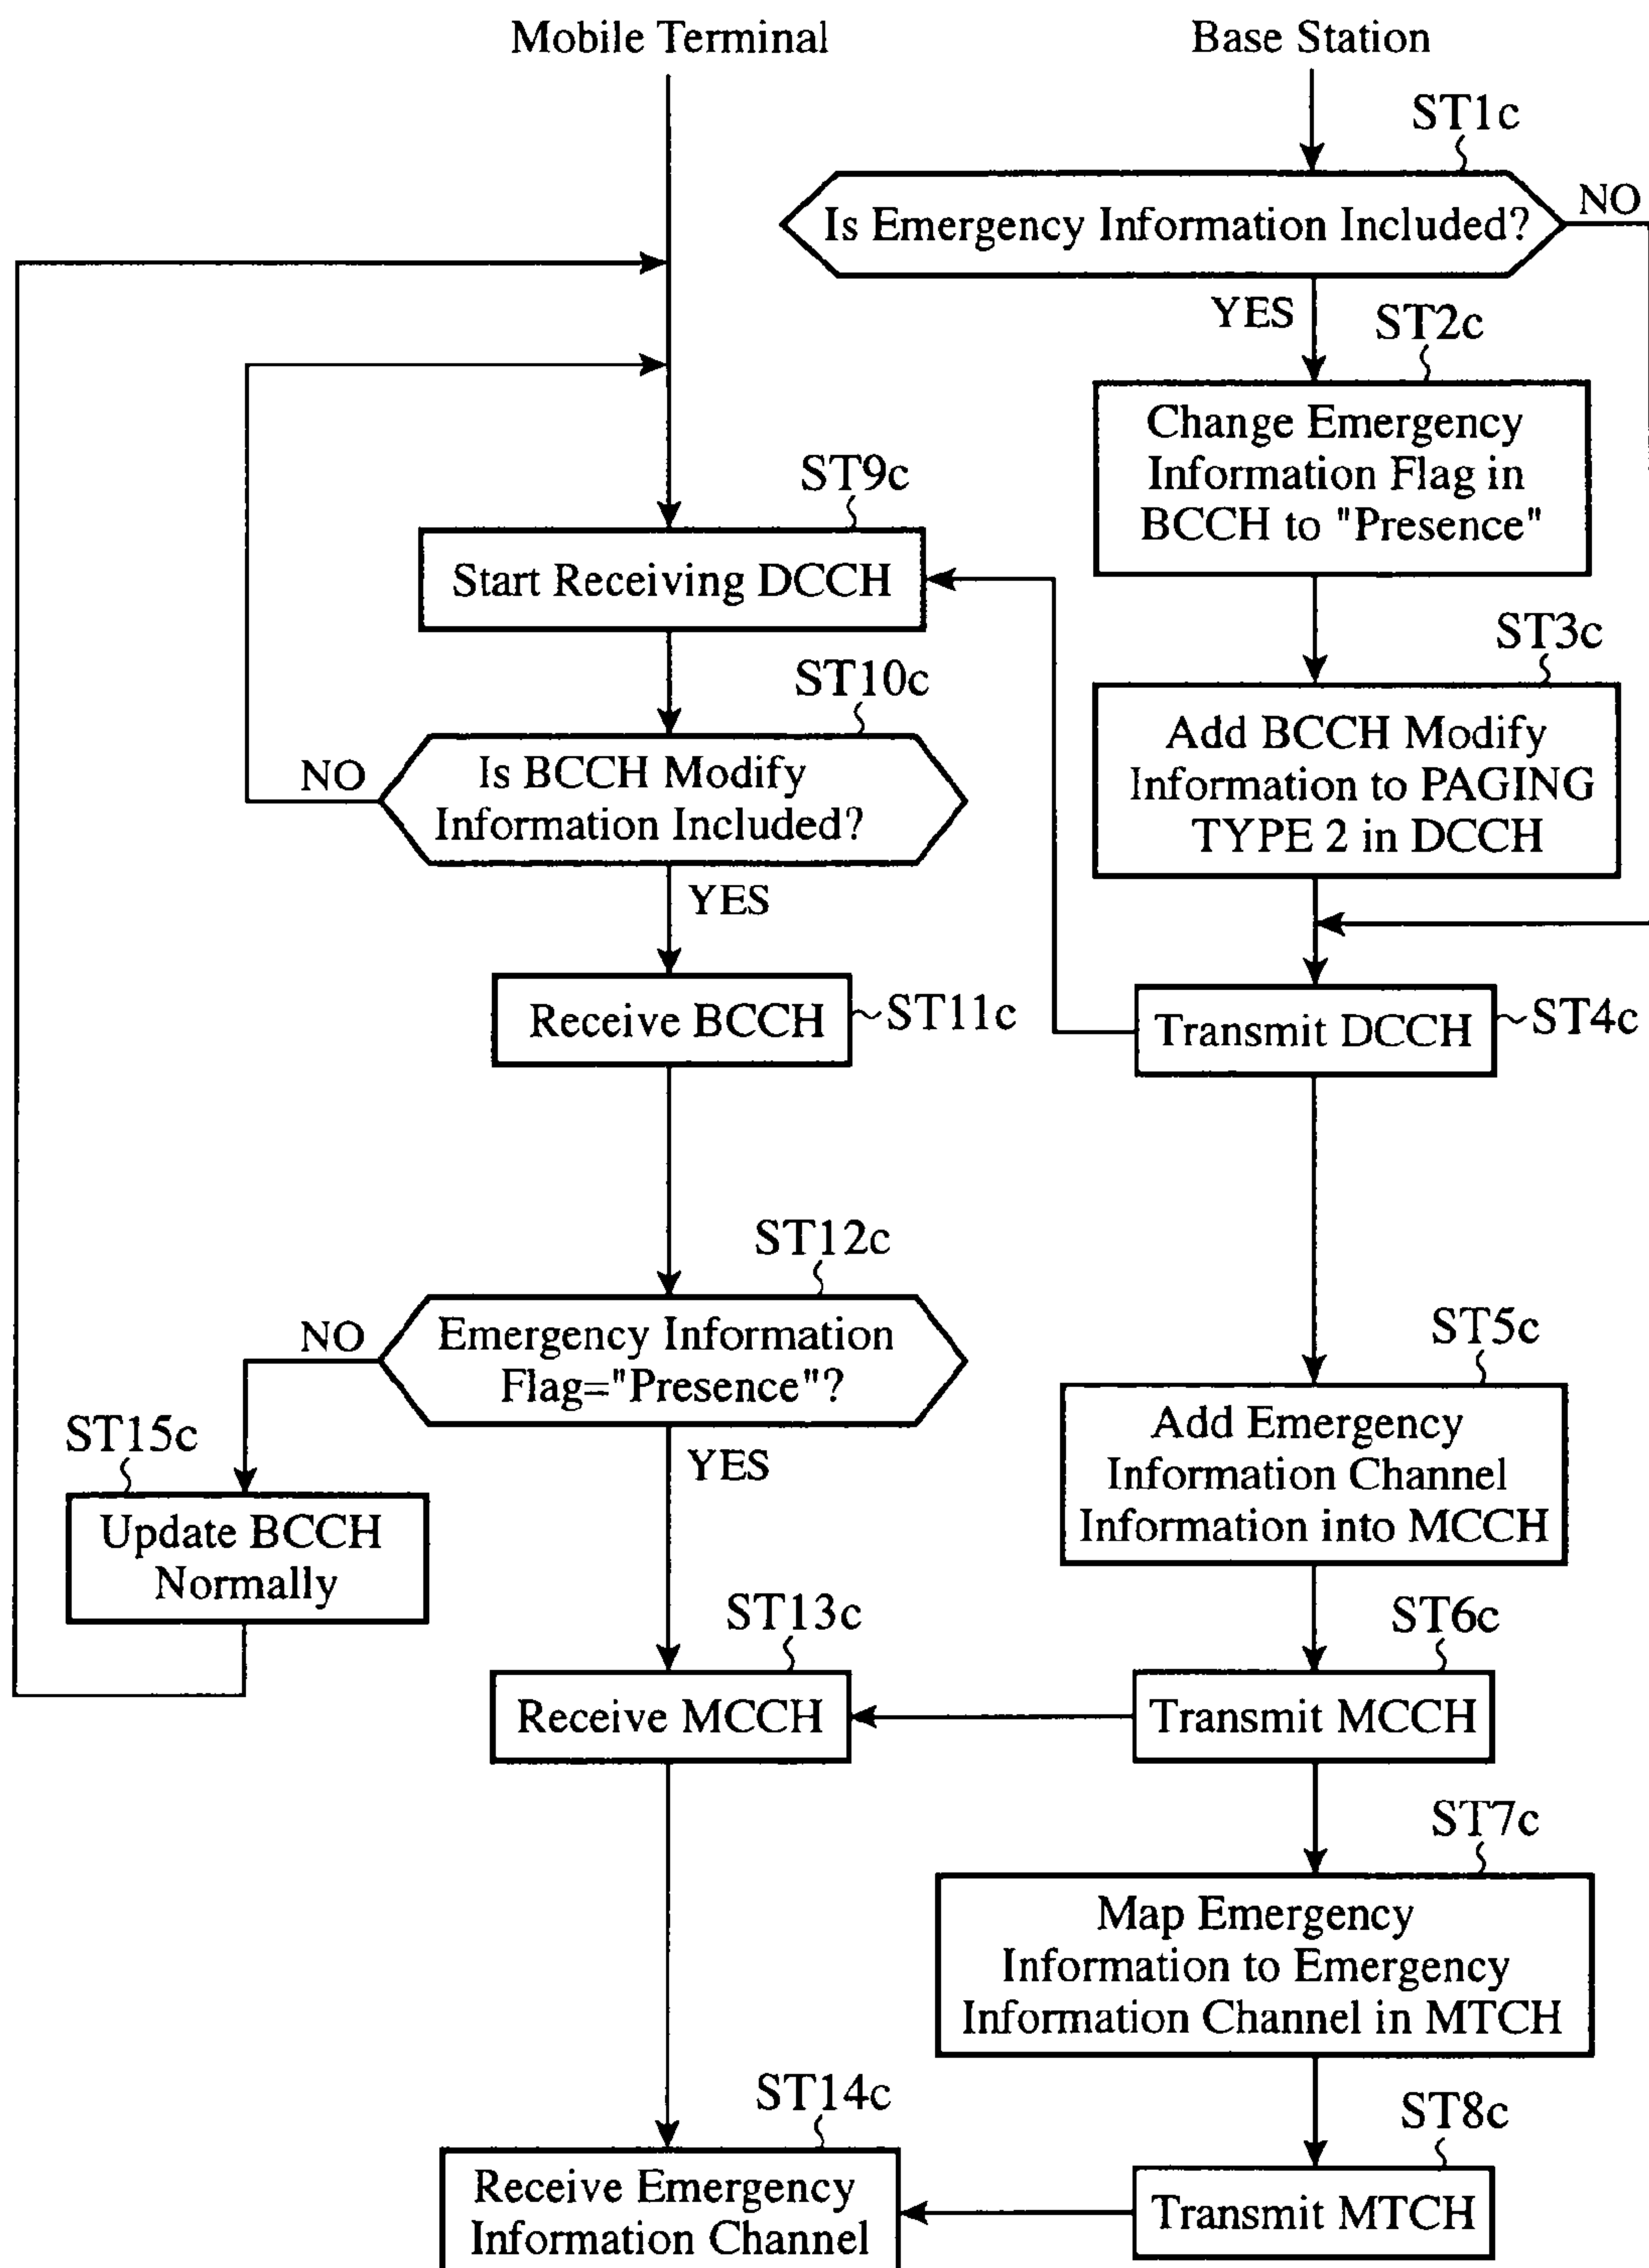 Mobile Terminal
Base Station
ST1c
Is Emergency Information Included?
NO
YES
ST2c
Change Emergency
Information Flag in
BCCH to "Presence"
ST9c
Start Receiving DCCH
ST3c
Add BCCH Modify
Information to PAGING
TYPE 2 in DCCH
ST10c
Is BCCH Modify
Information Included?
NO
YES
Receive BCCH
ST11c
Transmit DCCH
ST4c
ST12c
Emergency Information
Flag="Presence"?
NO
YES
ST15c
Update BCCH
Normally
ST5c
Add Emergency
Information Channel
Information into MCCH
ST13c
Receive MCCH
ST6c
Transmit MCCH
ST7c
Map Emergency
Information to Emergency
Information Channel in MTCH
ST14c
Receive Emergency
Information Channel
ST8c
Transmit MTCH